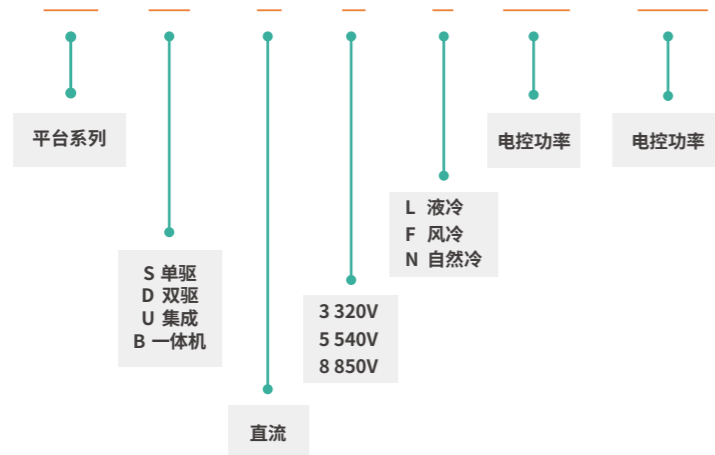 平台系列
电控功率
电控功率
L 液冷
F 风冷
N 自然冷
S 单驱
D 双驱
U 集成
B 一体机
3 320V
5 540V
8 850V
直流